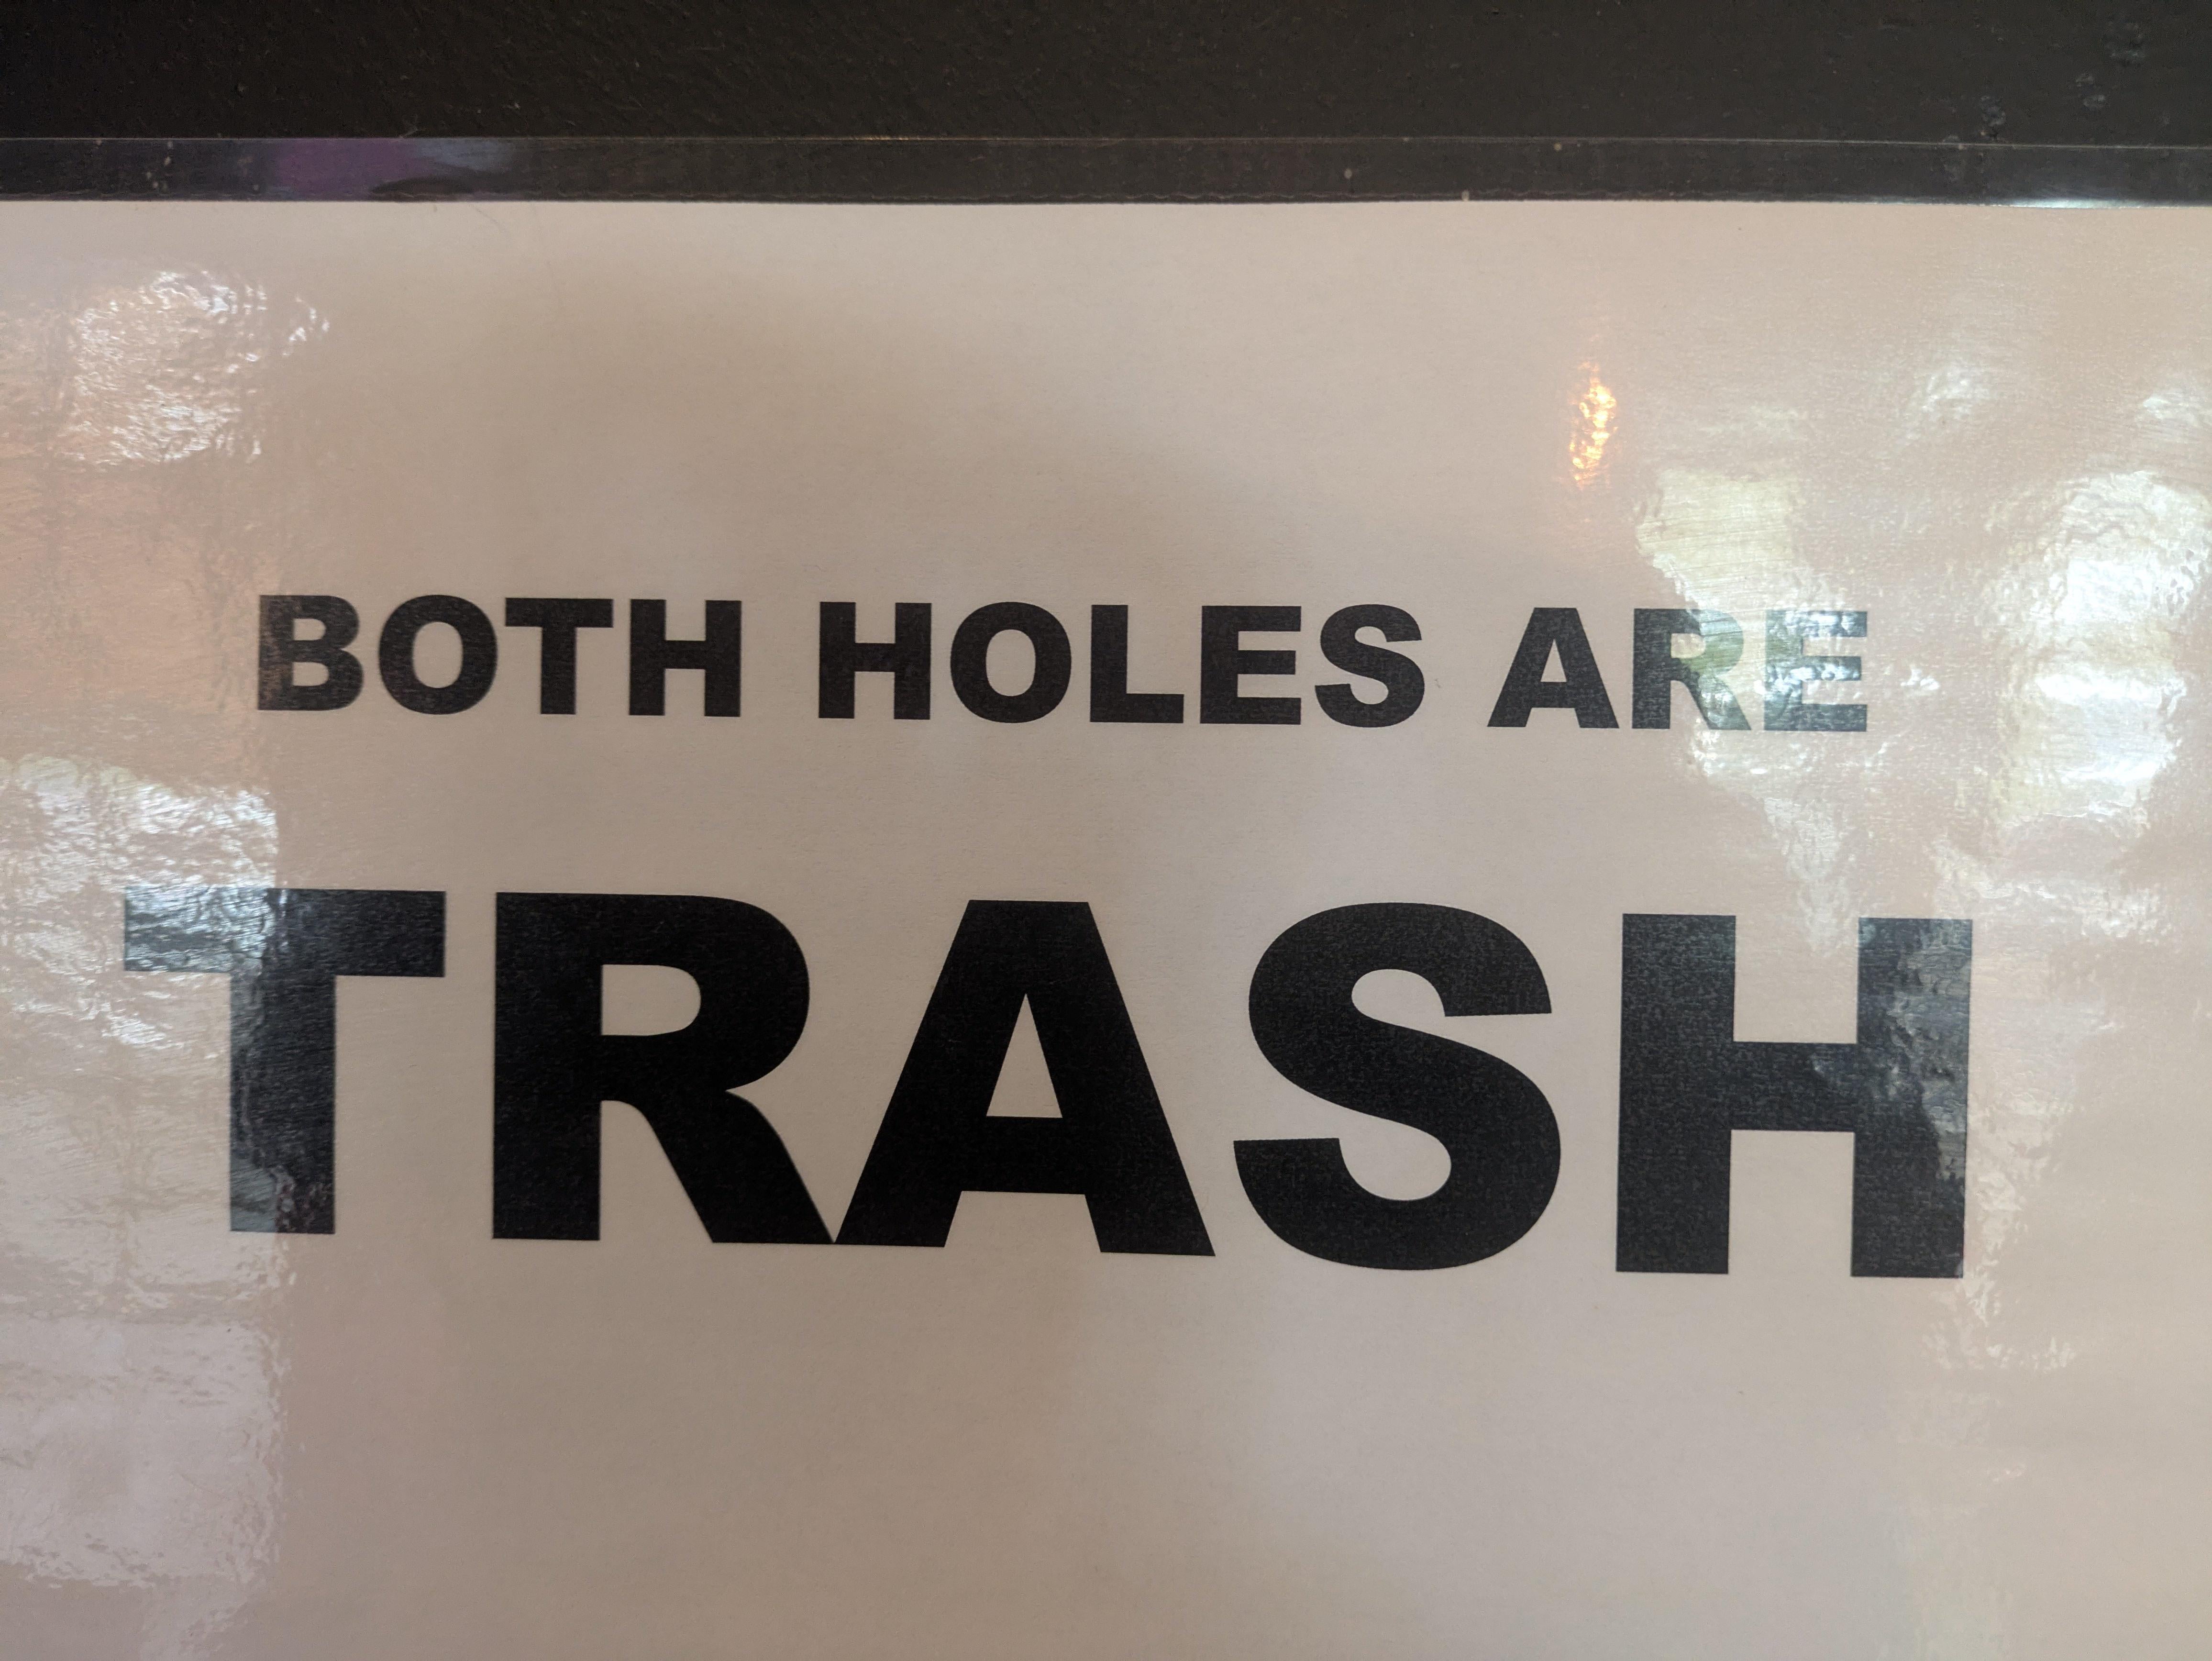 BOTH HOLES ARE
TRASH